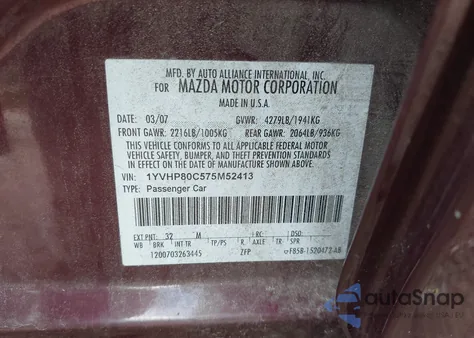 MFD. BY AUTO ALLIANCE INTERNATIONAL, INC.
FOR MAZDA MOTOR CORPORATION
MADE IN U.S.A.
DATE: 03/07 GVWR: 4279LB/1941KG
FRONT GAWR: 2216LB/1005KG REAR GAWR: 2064LB/936KG
THIS VEHICLE CONFORMS TO ALL APPLICABLE FEDERAL MOTOR
VEHICLE SAFETY, BUMPER, AND THEFT PREVENTION STANDARDS
IN EFFECT ON THE DATE OF MANUFACTURE SHOWN ABOVE.
VIN: 1YVHP80C575M52413
TYPE: Passenger Car
EXT PNT: 32 M RC: DSO:
WB BRK INT TR TP/PS R AXLE TR SPR
1200703263445 ZFP F85B-1520472-AB
autoSnap